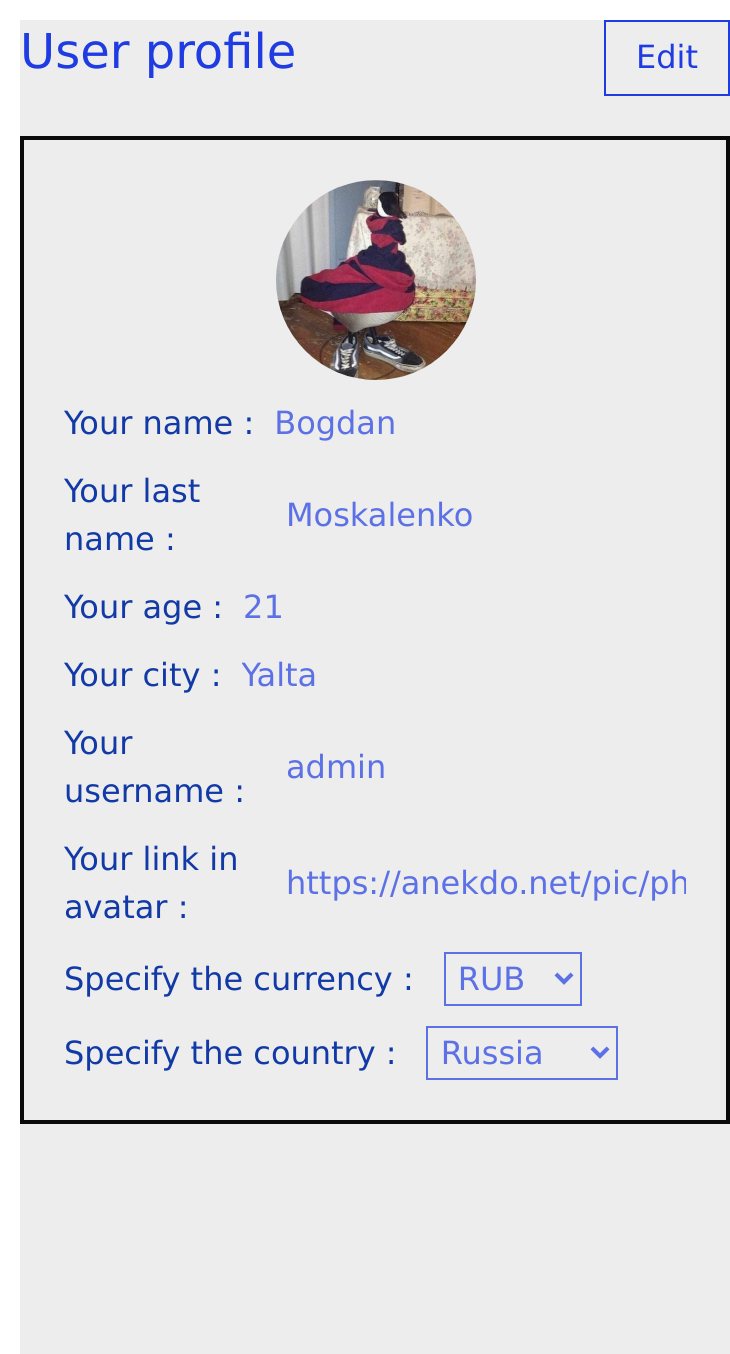 User profile
Edit
Your name : Bogdan
Your last
name :
Moskalenko
Your age : 21
Your city : Yalta
Your
username :
admin
Your link in
avatar :
https://anekdo.net/pic/ph
Specify the currency : RUB
Specify the country : Russia